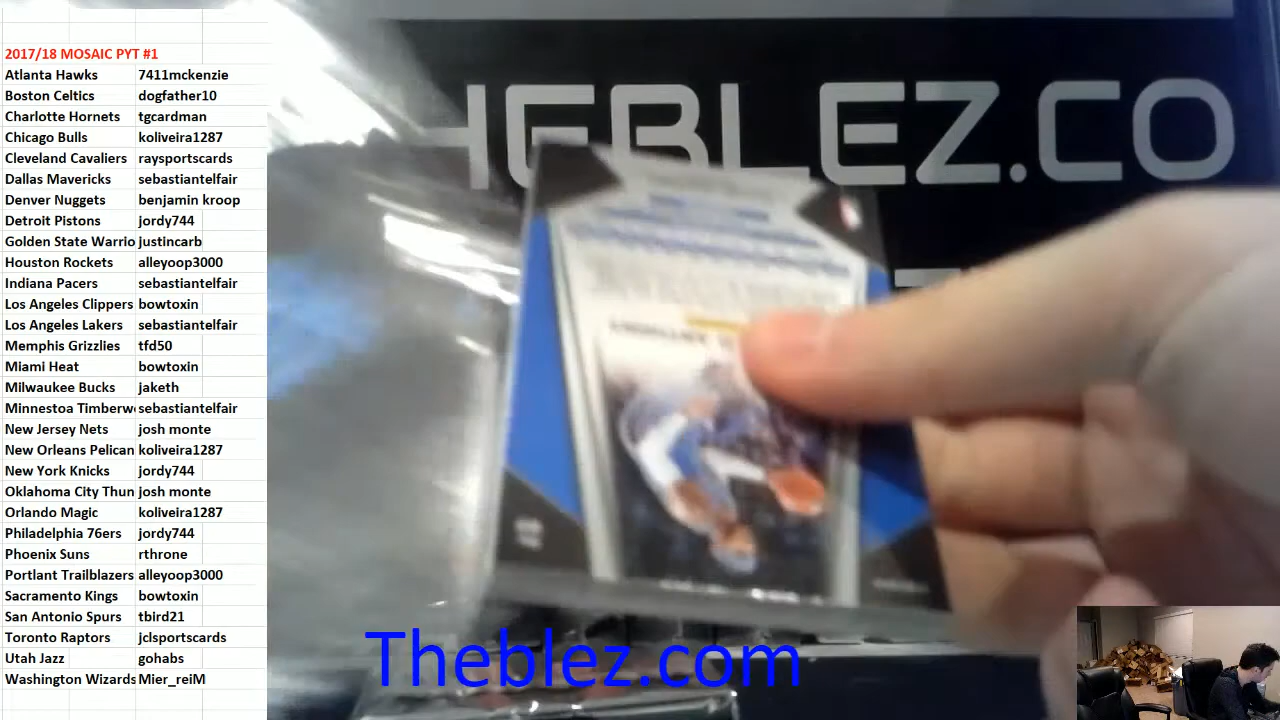 2017/18 MOSAIC PYT #1
Atlanta Hawks 7411mckenzie
Boston Celtics dogfather10
Charlotte Hornets tgcardman
Chicago Bulls koliveira1287
Cleveland Cavaliers raysportscards
Dallas Mavericks sebastiantelfair
Denver Nuggets benjamin kroop
Detroit Pistons jordy744
Golden State Warrio justincarb
Houston Rockets alleyoop3000
Indiana Pacers sebastiantelfair
Los Angeles Clippers bowtoxin
Los Angeles Lakers sebastiantelfair
Memphis Grizzlies tfd50
Miami Heat bowtoxin
Milwaukee Bucks jaketh
Minnestoa Timberw sebastiantelfair
New Jersey Nets josh monte
New Orleans Pelican koliveira1287
New York Knicks jordy744
Oklahoma City Thun josh monte
Orlando Magic koliveira1287
Philadelphia 76ers jordy744
Phoenix Suns rthrone
Portlant Trailblazers alleyoop3000
Sacramento Kings bowtoxin
San Antonio Spurs tbird21
Toronto Raptors jclsportscards
Utah Jazz gohabs
Washington Wizards Mier_reiM
HEBLEZ.CO
Theblez.com